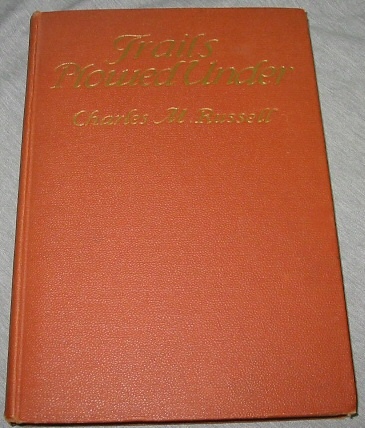 Trails
Plowed Under
Charles M. Russell